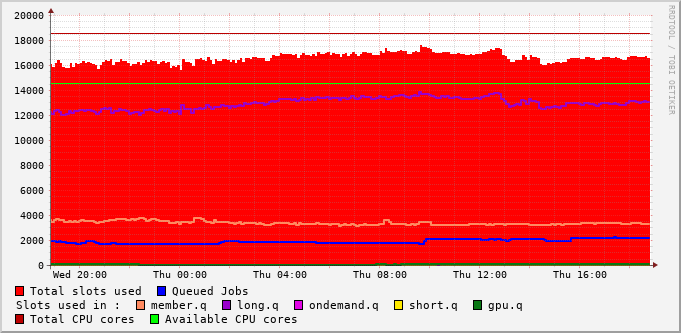 20000
18000
16000
14000
12000
10000
8000
6000
4000
2000
0
Wed 20:00 Thu 00:00 Thu 04:00 Thu 08:00 Thu 12:00 Thu 16:00
RRDTOOL / TOBI OETIKER
Total slots used Queued Jobs
Slots used in : member.q long.q ondemand.q short.q gpu.q
Total CPU cores Available CPU cores